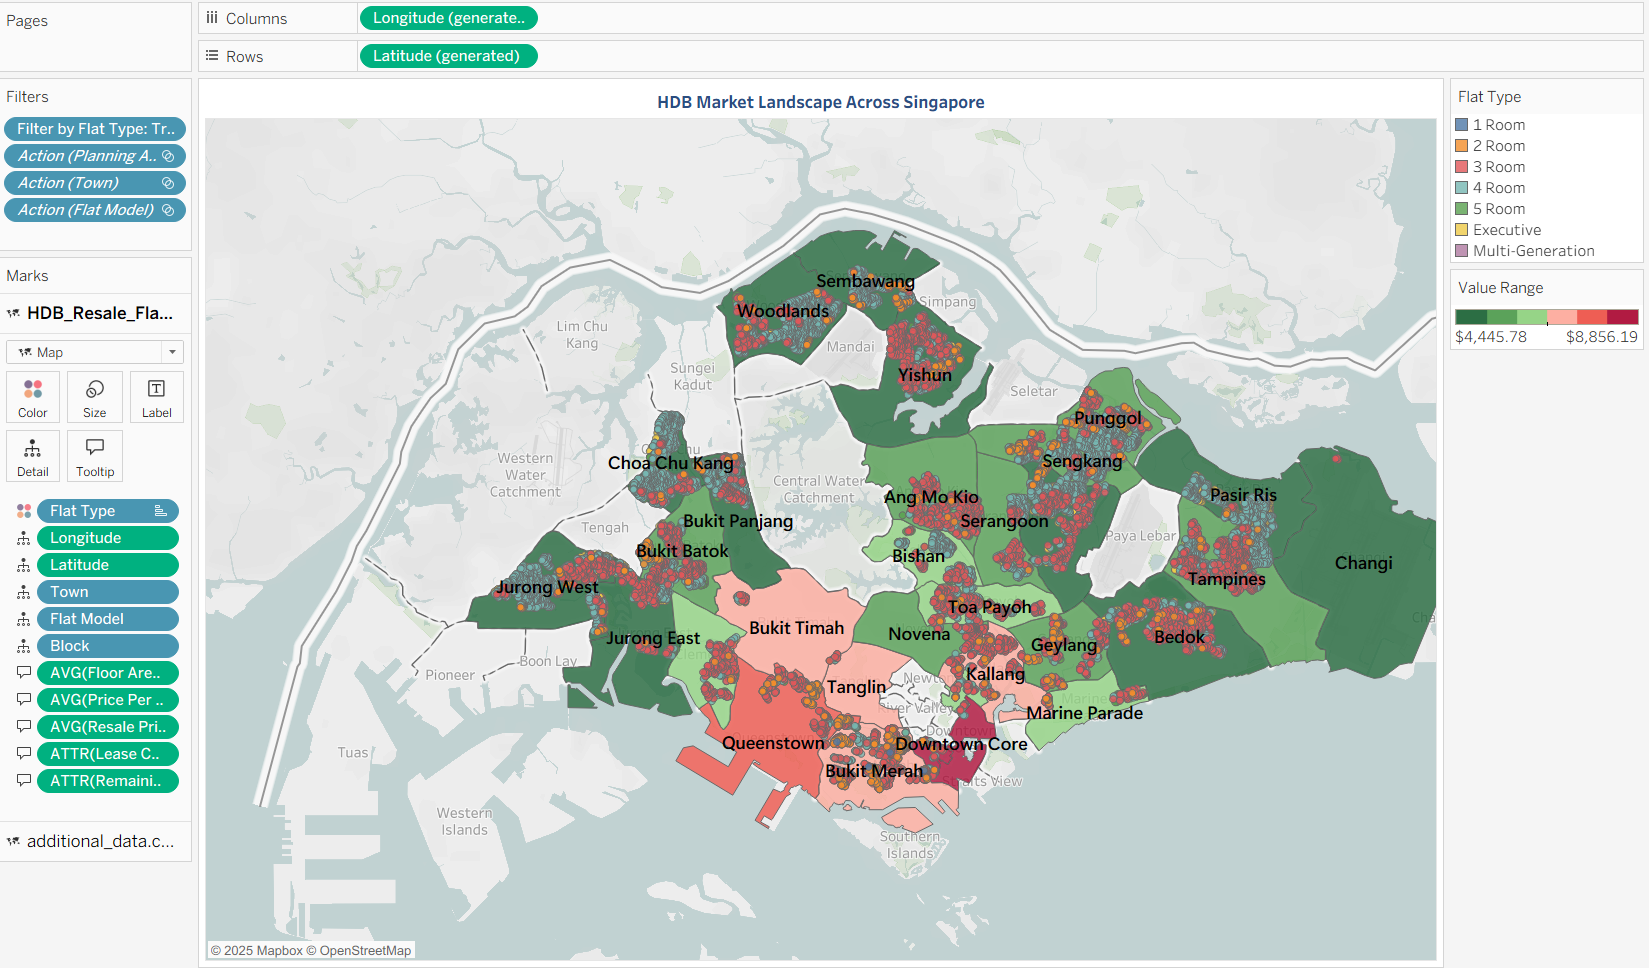 Pages
Columns
Longitude (generate..
Rows
Latitude (generated)
Filters
Filter by Flat Type: Tr..
Action (Planning A..
Action (Town)
Action (Flat Model)
Marks
HDB_Resale_Fla...
Map
Color
Size
Label
Detail
Tooltip
Flat Type
Longitude
Latitude
Town
Flat Model
Block
AVG(Floor Are..
AVG(Price Per ..
AVG(Resale Pri..
ATTR(Lease C..
ATTR(Remaini..
additional_data.c...
HDB Market Landscape Across Singapore
Sembawang
Simpang
Woodlands
Lim Chu
Kang
Mandai
Sungei
Kadut
Yishun
Seletar
Punggol
Choa Chu Kang
Sengkang
Western
Water
Catchment
Central Water
Catchment
Ang Mo Kio
Pasir Ris
Tengah
Bukit Panjang
Serangoon
Paya Lebar
Bukit Batok
Bishan
Changi
Jurong West
Tampines
Toa Payoh
Jurong East
Bukit Timah
Novena
Geylang
Bedok
Boon Lay
Pioneer
Kallang
Tanglin
Marine Parade
River Valley
Queenstown
Downtown Core
Tuas
Bukit Merah
Western
Islands
Southern
Islands
© 2025 Mapbox © OpenStreetMap
Flat Type
1 Room
2 Room
3 Room
4 Room
5 Room
Executive
Multi-Generation
Value Range
$4,445.78
$8,856.19